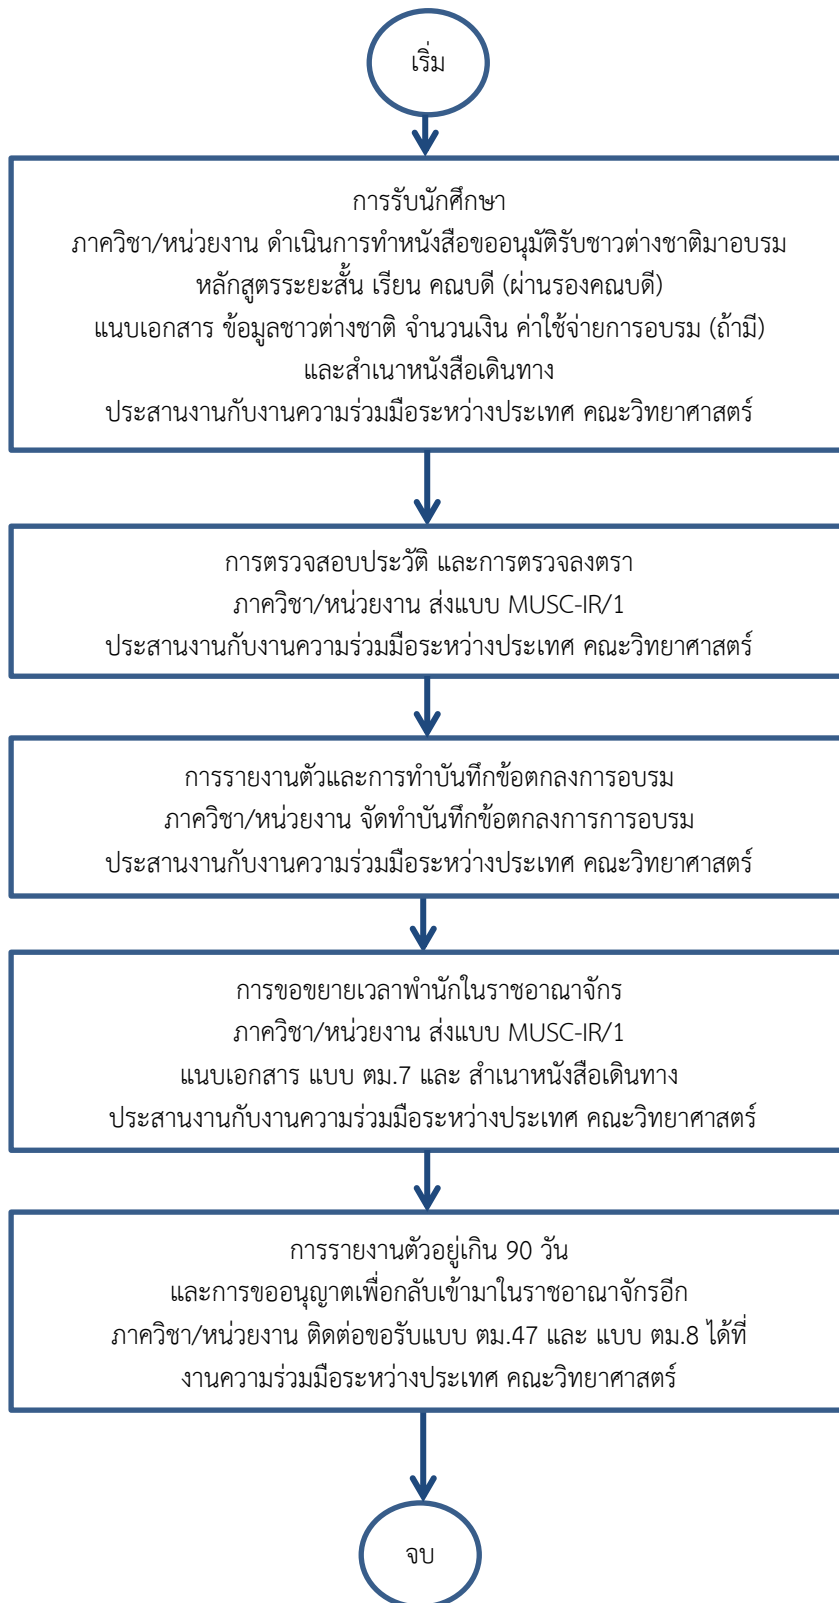 เริ่ม
การรับนักศึกษา
ภาควิชา/หน่วยงาน ดำเนินการทำหนังสือขออนุมัติรับชาวต่างชาติมาอบรม
หลักสูตรระยะสั้น เรียน คณบดี (ผ่านรองคณบดี)
แนบเอกสาร ข้อมูลชาวต่างชาติ จำนวนเงิน ค่าใช้จ่ายการอบรม (ถ้ามี)
และสำเนาหนังสือเดินทาง
ประสานงานกับงานความร่วมมือระหว่างประเทศ คณะวิทยาศาสตร์
การตรวจสอบประวัติ และการตรวจลงตรา
ภาควิชา/หน่วยงาน ส่งแบบ MUSC-IR/1
ประสานงานกับงานความร่วมมือระหว่างประเทศ คณะวิทยาศาสตร์
การรายงานตัวและการทำบันทึกข้อตกลงการอบรม
ภาควิชา/หน่วยงาน จัดทำบันทึกข้อตกลงการการอบรม
ประสานงานกับงานความร่วมมือระหว่างประเทศ คณะวิทยาศาสตร์
การขอขยายเวลาพำนักในราชอาณาจักร
ภาควิชา/หน่วยงาน ส่งแบบ MUSC-IR/1
แนบเอกสาร แบบ ตม.7 และ สำเนาหนังสือเดินทาง
ประสานงานกับงานความร่วมมือระหว่างประเทศ คณะวิทยาศาสตร์
การรายงานตัวอยู่เกิน 90 วัน
และการขออนุญาตเพื่อกลับเข้ามาในราชอาณาจักรอีก
ภาควิชา/หน่วยงาน ติดต่อขอรับแบบ ตม.47 และ แบบ ตม.8 ได้ที่
งานความร่วมมือระหว่างประเทศ คณะวิทยาศาสตร์
จบ